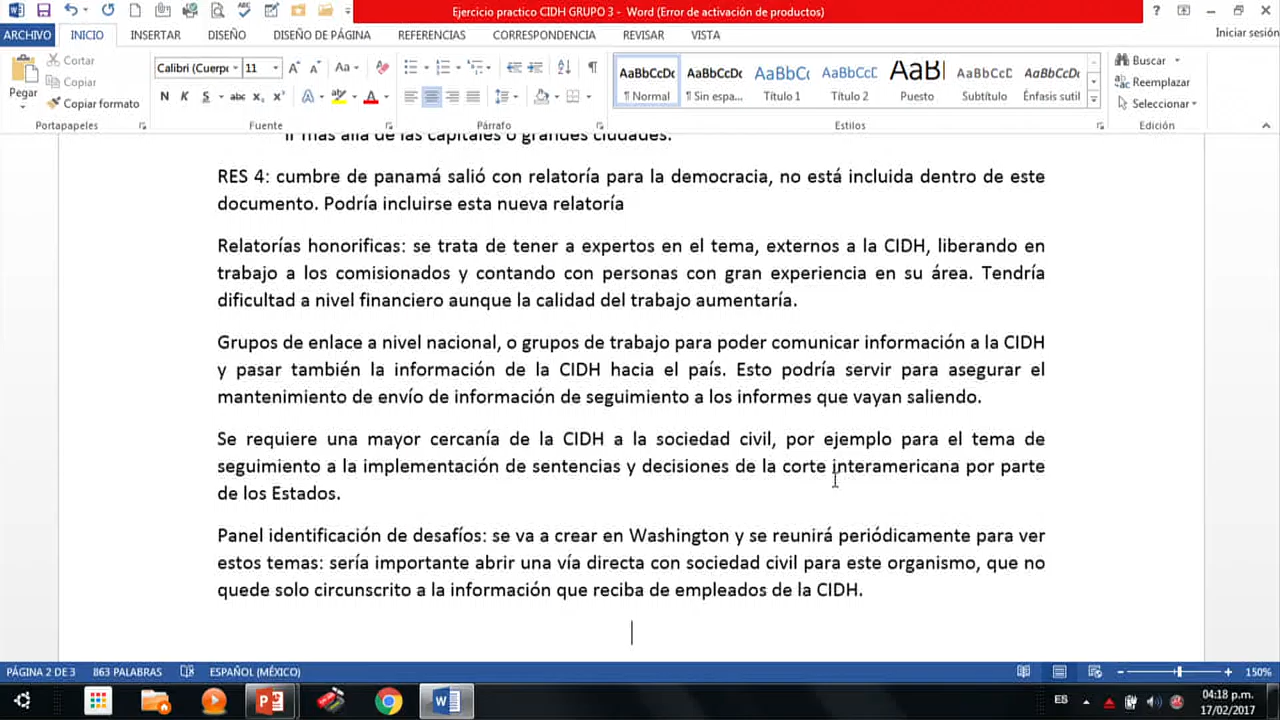 Ejercicio practico CIDH GRUPO 3 - Word (Error de activación de productos)
ARCHIVO INICIO INSERTAR DISEÑO DISEÑO DE PÁGINA REFERENCIAS CORRESPONDENCIA REVISAR VISTA Iniciar sesión
Pegar
Cortar
Copiar
Copiar formato
Portapapeles
Calibri (Cuerpo 11
Fuente
Párrafo
AaBbCcDc AaBbCcDc AaBbCc AaBbCcD AaBl AaBbCcD AaBbCcDc
¶ Normal ¶ Sin espa... Título 1 Título 2 Puesto Subtítulo Énfasis sutil
Estilos
Buscar
Reemplazar
Seleccionar
Edición
ir más allá de las capitales o grandes ciudades.
RES 4: cumbre de panamá salió con relatoría para la democracia, no está incluida dentro de este
documento. Podría incluirse esta nueva relatoría
Relatorías honorificas: se trata de tener a expertos en el tema, externos a la CIDH, liberando en
trabajo a los comisionados y contando con personas con gran experiencia en su área. Tendría
dificultad a nivel financiero aunque la calidad del trabajo aumentaría.
Grupos de enlace a nivel nacional, o grupos de trabajo para poder comunicar información a la CIDH
y pasar también la información de la CIDH hacia el país. Esto podría servir para asegurar el
mantenimiento de envío de información de seguimiento a los informes que vayan saliendo.
Se requiere una mayor cercanía de la CIDH a la sociedad civil, por ejemplo para el tema de
seguimiento a la implementación de sentencias y decisiones de la corte interamericana por parte
de los Estados.
Panel identificación de desafíos: se va a crear en Washington y se reunirá periódicamente para ver
estos temas: sería importante abrir una vía directa con sociedad civil para este organismo, que no
quede solo circunscrito a la información que reciba de empleados de la CIDH.
PÁGINA 2 DE 3 863 PALABRAS ESPAÑOL (MÉXICO) 150%
ES 04:18 p.m.
17/02/2017